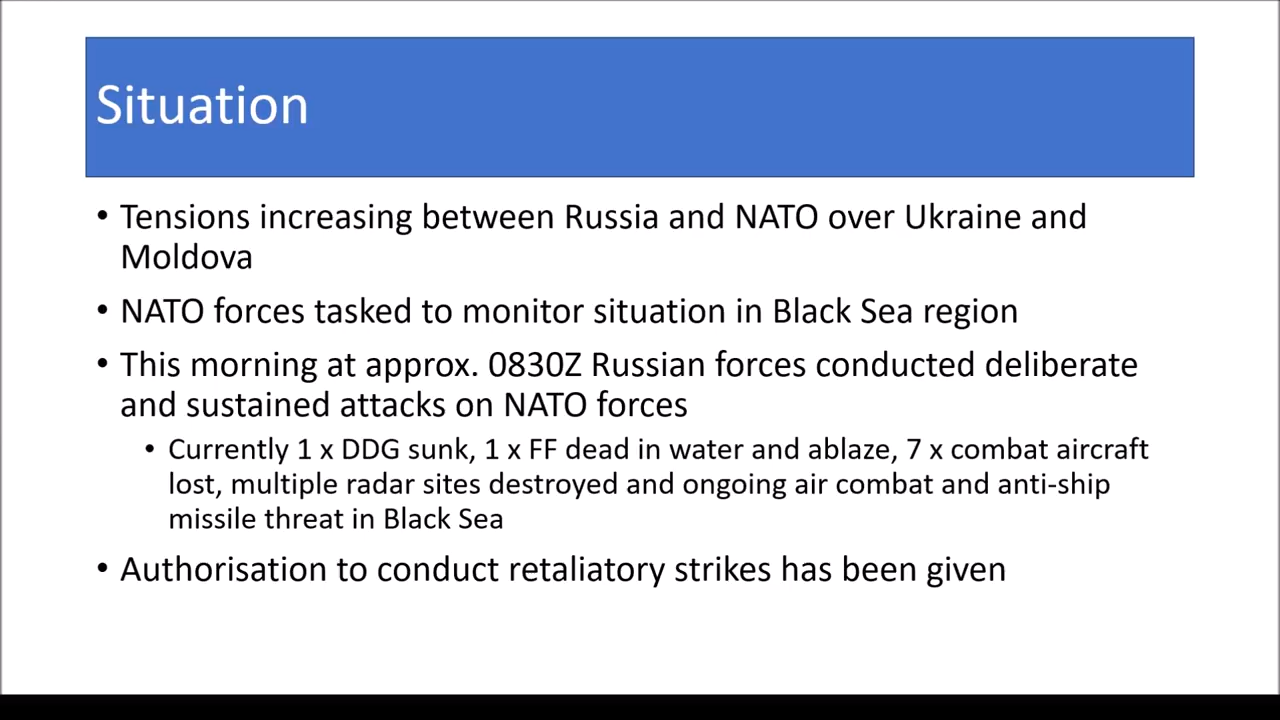 Situation
• Tensions increasing between Russia and NATO over Ukraine and
Moldova
• NATO forces tasked to monitor situation in Black Sea region
• This morning at approx. 0830Z Russian forces conducted deliberate
and sustained attacks on NATO forces
• Currently 1 x DDG sunk, 1 x FF dead in water and ablaze, 7 x combat aircraft
lost, multiple radar sites destroyed and ongoing air combat and anti-ship
missile threat in Black Sea
• Authorisation to conduct retaliatory strikes has been given